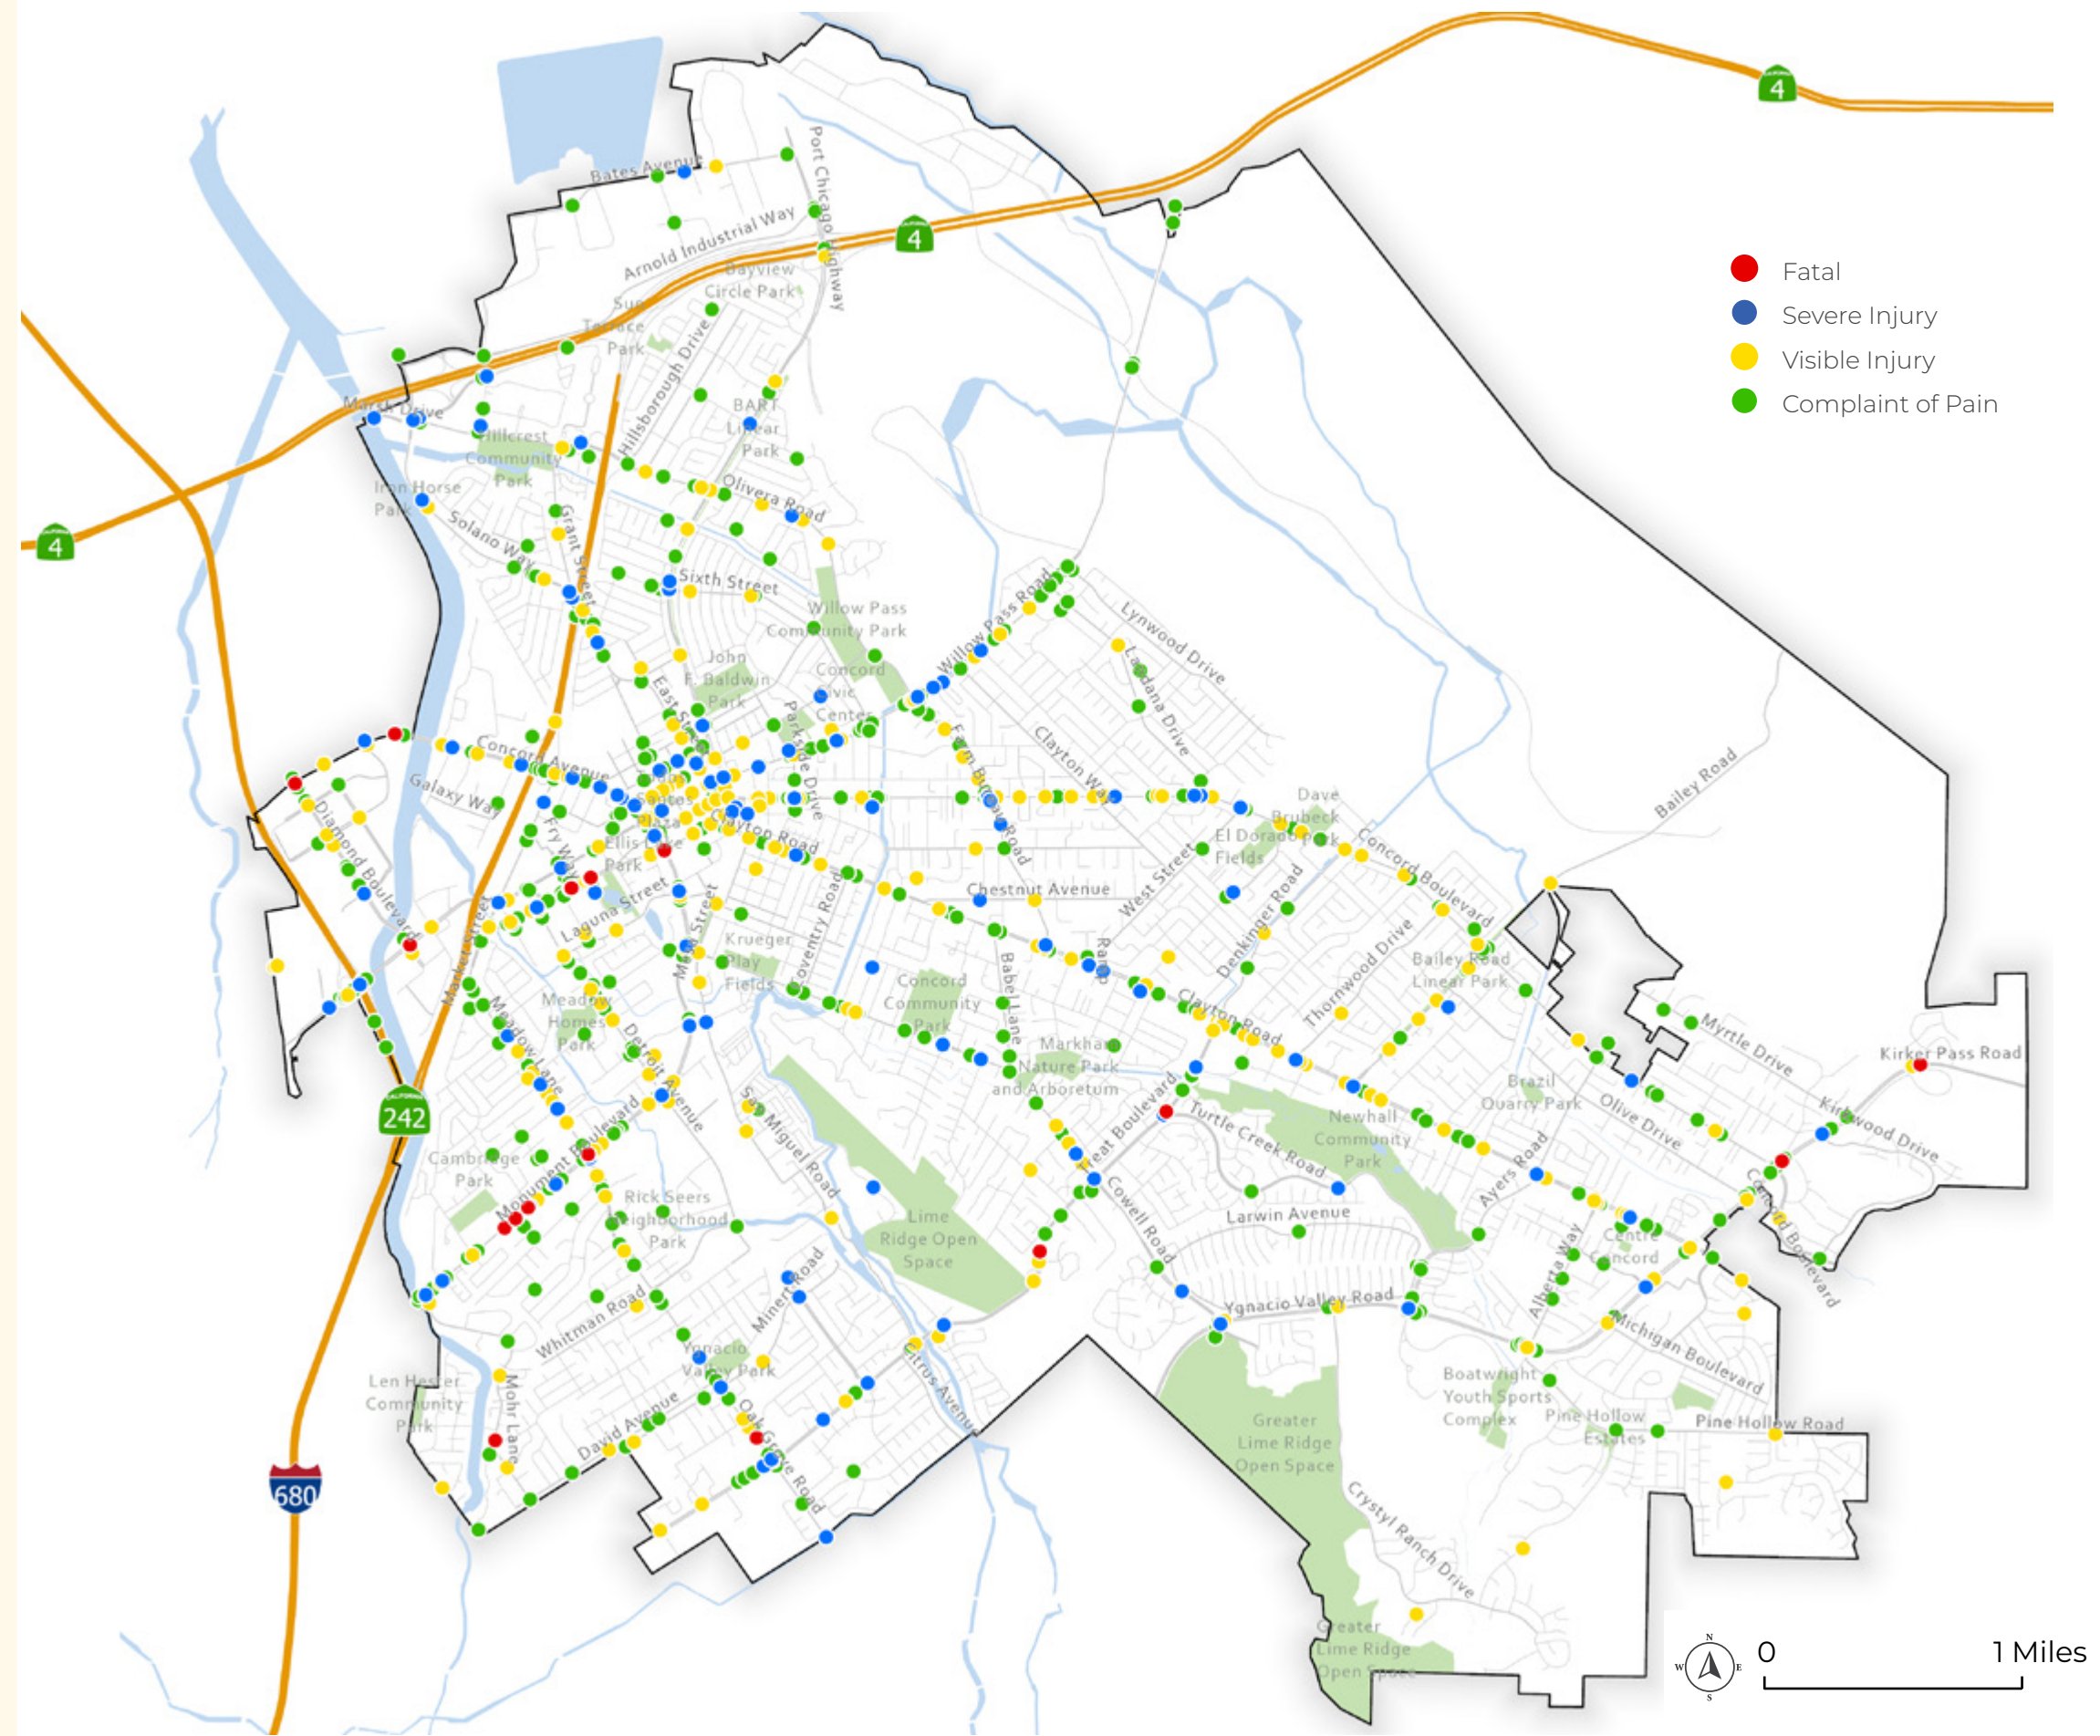 4
Bates Avenue
Port Chicago Highway
Arnold Industrial Way
4
Bayview
Circle Park
Sun
Terrace
Park
Hillsborough Drive
Fatal
Severe Injury
Visible Injury
Complaint of Pain
Marsh Drive
BART
Linear
Park
Hillcrest
Community
Park
Iron Horse
Park
Olivera Road
4
Solano Way
Grant Street
Sixth Street
Willow Pass
Community Park
Willow Pass Road
Lynwood Drive
John
F. Baldwin
Park
Concord
Civic
Center
Landana Drive
East Street
Parkside Drive
Farm Bureau Road
Clayton Way
Concord Avenue
Galaxy Way
Todos
Santos
Plaza
Bailey Road
Dave
Brubeck
Park
El Dorado
Fields
Diamond Boulevard
Fry Way
Ellis Lake
Park
Clayton Road
Concord Boulevard
West Street
Chestnut Avenue
Laguna Street
Denkinger Road
Coventry Road
Market Street
Krueger
Play
Fields
Babel Lane
Thornwood Drive
Bailey Road
Linear Park
Meadow
Homes
Park
Concord
Community
Park
Clayton Road
Meadow Lane
Detroit Avenue
Markham
Nature Park
and Arboretum
Myrtle Drive
Kirker Pass Road
Brazil
Quarry Park
Olive Drive
Kirkwood Drive
242
San Miguel Road
Treat Boulevard
Turtle Creek Road
Newhall
Community
Park
Ayers Road
Cambridge
Park
Monument Boulevard
Rick Seers
Neighborhood
Park
Lime
Ridge Open
Space
Cowell Road
Larwin Avenue
Concord Boulevard
Centre
Concord
Alberta Way
Whitman Road
Minert Road
Ygnacio Valley Road
Michigan Boulevard
Ygnacio
Valley Park
Citrus Avenue
Len Hester
Community
Park
Mohr Lane
David Avenue
Oak Grove Road
Boatwright
Youth Sports
Complex
Pine Hollow
Estates
Pine Hollow Road
Greater
Lime Ridge
Open Space
680
Crystyl Ranch Drive
Greater
Lime Ridge
Open Space
N
W
E
S
0
1 Miles